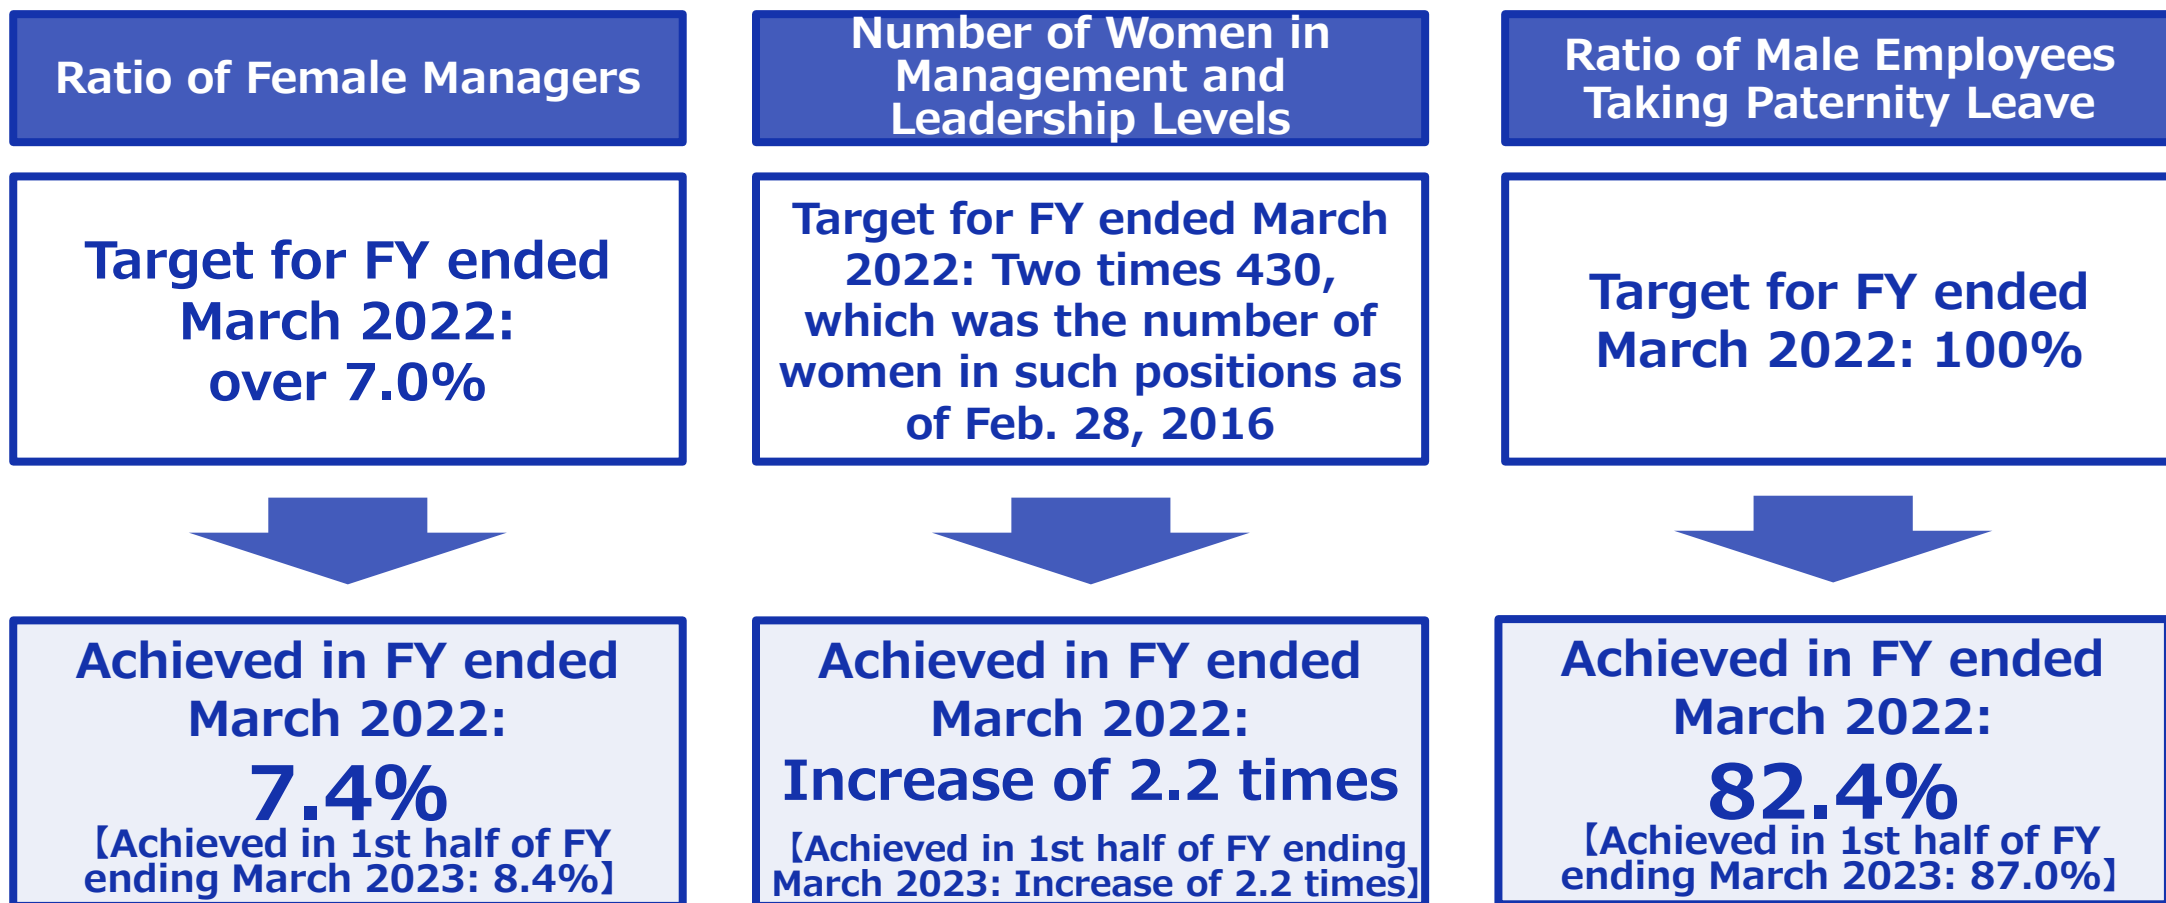 Ratio of Female Managers
Number of Women in
Management and
Leadership Levels
Ratio of Male Employees
Taking Paternity Leave
Target for FY ended
March 2022:
over 7.0%
Target for FY ended March
2022: Two times 430,
which was the number of
women in such positions as
of Feb. 28, 2016
Target for FY ended
March 2022: 100%
Achieved in FY ended
March 2022:
7.4%
【Achieved in 1st half of FY
ending March 2023: 8.4%】
Achieved in FY ended
March 2022:
Increase of 2.2 times
【Achieved in 1st half of FY ending
March 2023: Increase of 2.2 times】
Achieved in FY ended
March 2022:
82.4%
【Achieved in 1st half of FY
ending March 2023: 87.0%】